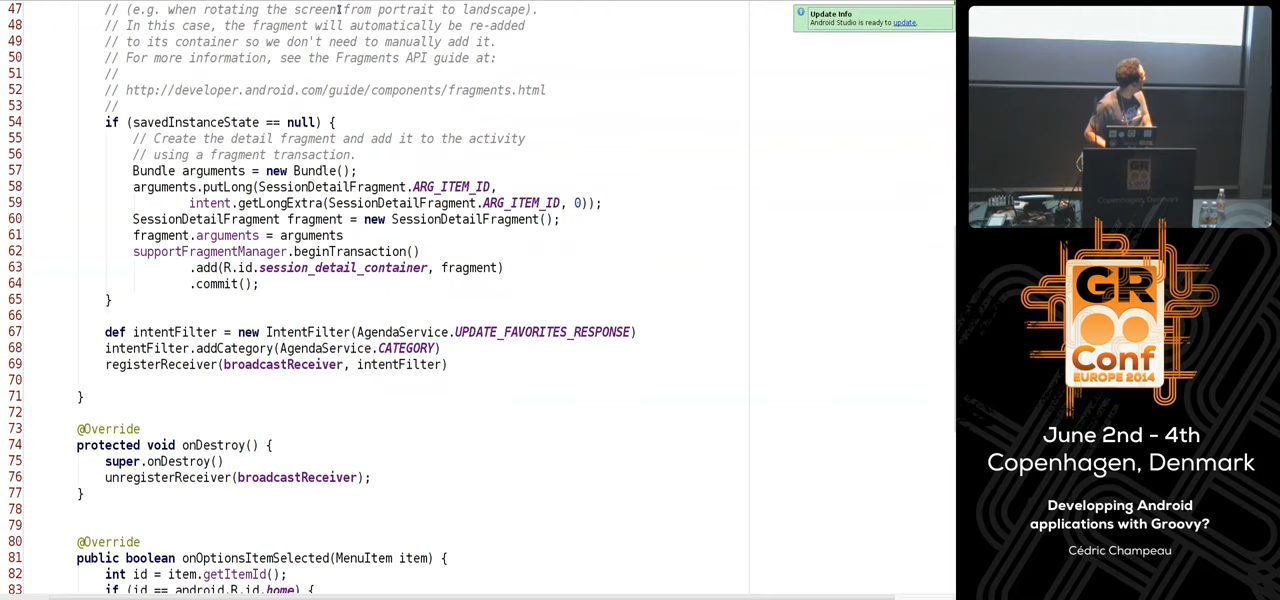 47 // (e.g. when rotating the screen from portrait to landscape).
48 // In this case, the fragment will automatically be re-added
49 // to its container so we don't need to manually add it.
50 // For more information, see the Fragments API guide at:
51 //
52 // http://developer.android.com/guide/components/fragments.html
53 //
54 if (savedInstanceState == null) {
55 // Create the detail fragment and add it to the activity
56 // using a fragment transaction.
57 Bundle arguments = new Bundle();
58 arguments.putLong(SessionDetailFragment.ARG_ITEM_ID,
59 intent.getLongExtra(SessionDetailFragment.ARG_ITEM_ID, 0));
60 SessionDetailFragment fragment = new SessionDetailFragment();
61 fragment.arguments = arguments
62 supportFragmentManager.beginTransaction()
63 .add(R.id.session_detail_container, fragment)
64 .commit();
65 }
66
67 def intentFilter = new IntentFilter(AgendaService.UPDATE_FAVORITES_RESPONSE)
68 intentFilter.addCategory(AgendaService.CATEGORY)
69 registerReceiver(broadcastReceiver, intentFilter)
70
71 }
72
73 @Override
74 protected void onDestroy() {
75 super.onDestroy()
76 unregisterReceiver(broadcastReceiver);
77 }
78
79
80 @Override
81 public boolean onOptionsItemSelected(MenuItem item) {
82 int id = item.getItemId();
83 if (id == android.R.id.home) {
Update Info
Android Studio is ready to update.
GR
Conf
Copenhagen, Denmark
GR
Conf
EUROPE 2014
June 2nd - 4th
Copenhagen, Denmark
Developping Android
applications with Groovy?
Cédric Champeau